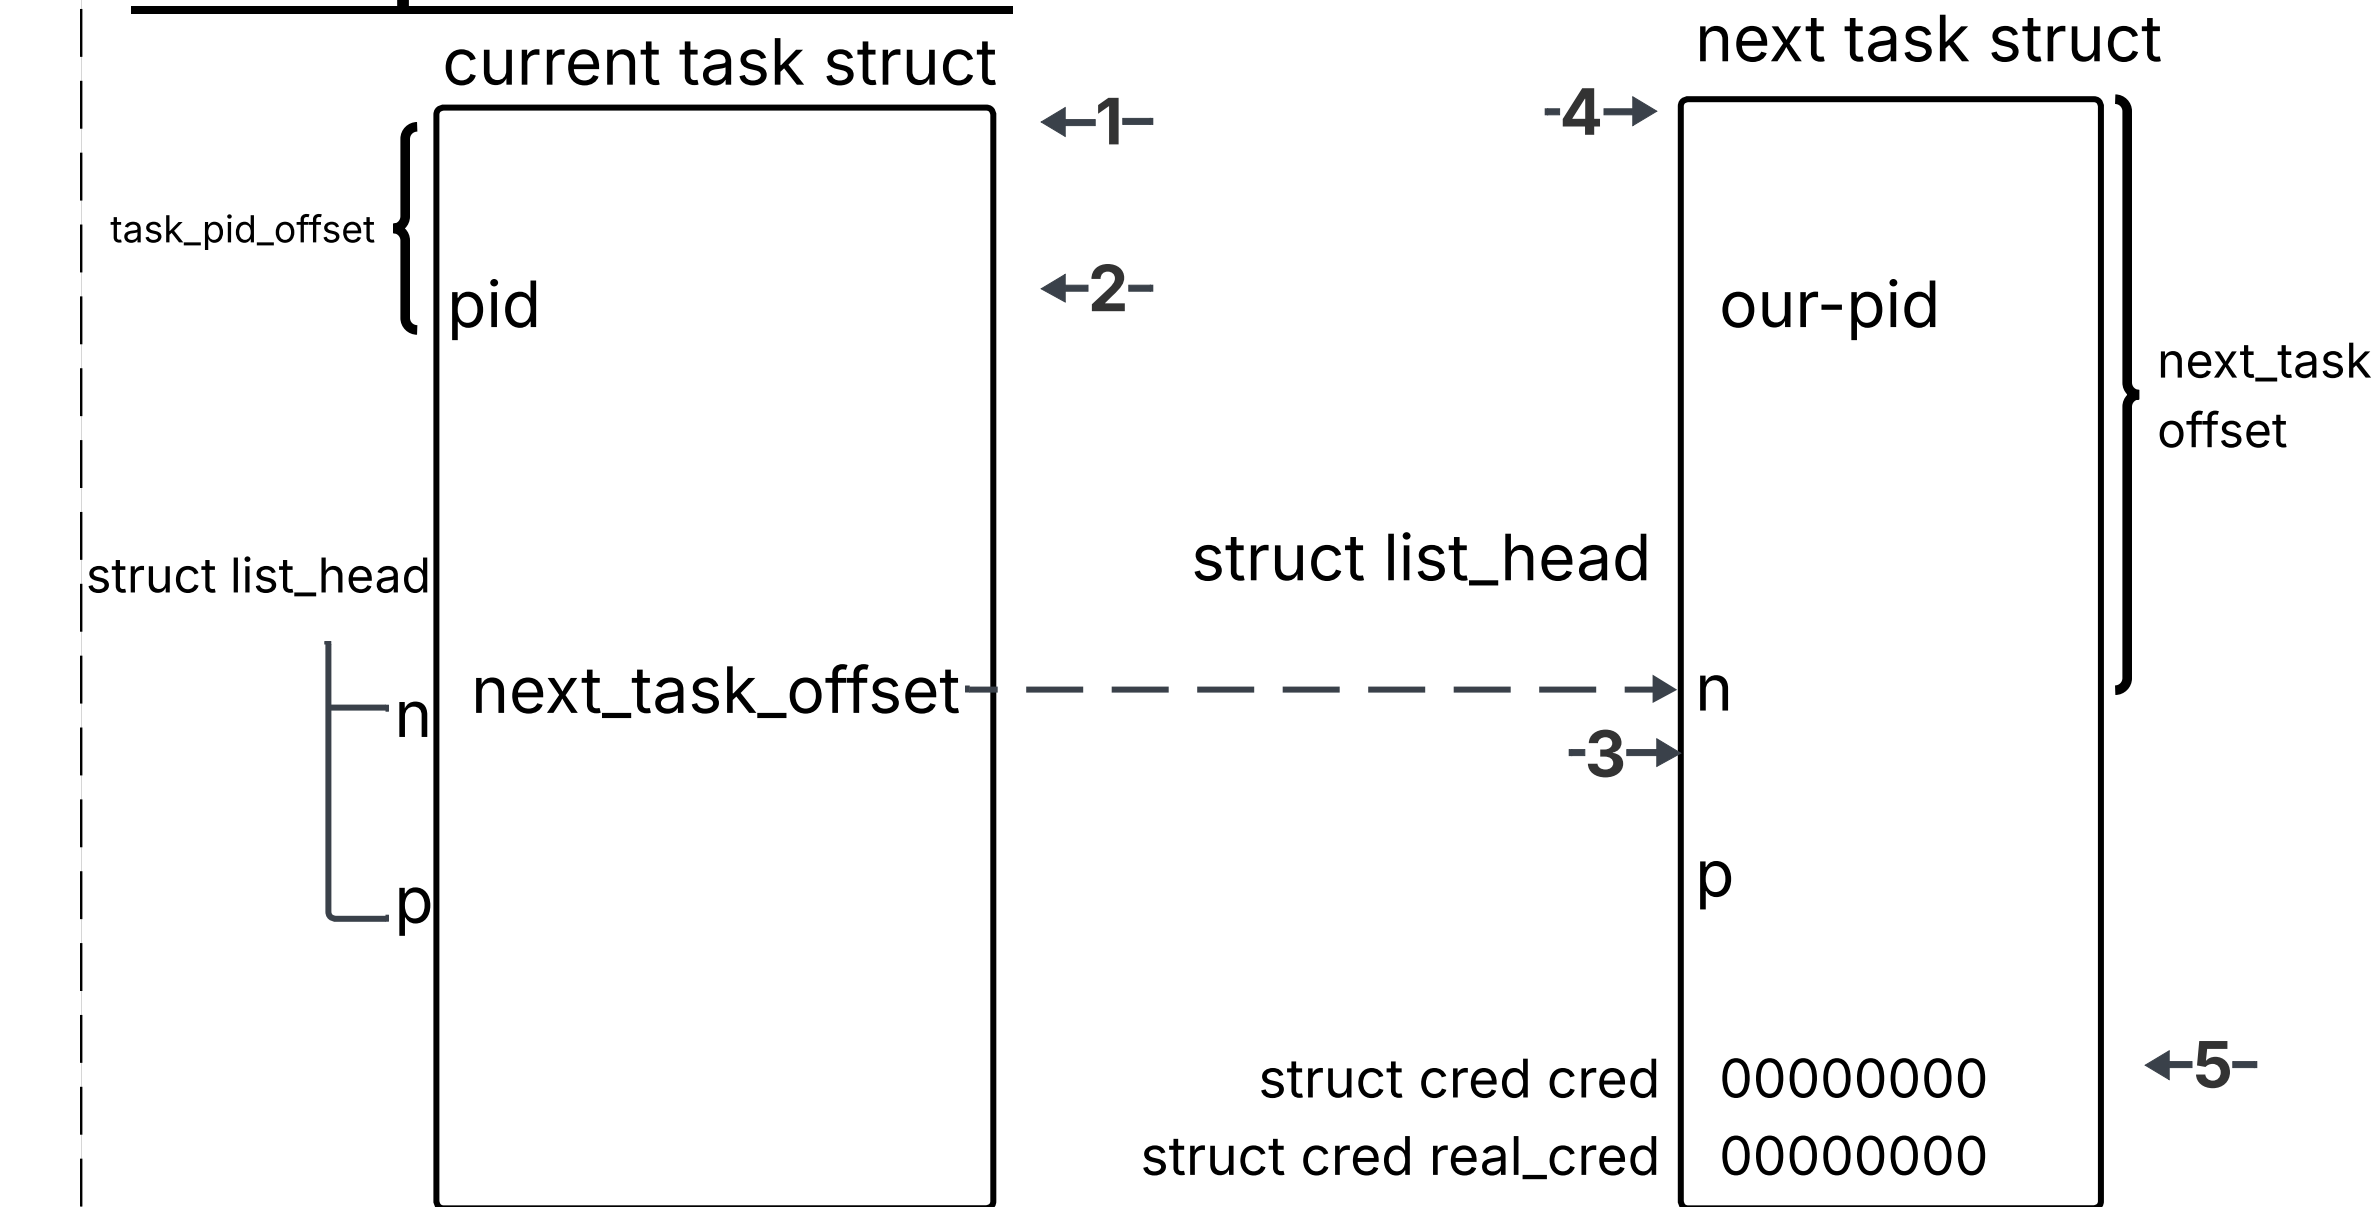 current task struct
next task struct
1
4
task_pid_offset
pid
2
our-pid
next_task
offset
struct list_head
struct list_head
next_task_offset
n
n
3
p
p
struct cred cred
00000000
5
struct cred real_cred
00000000